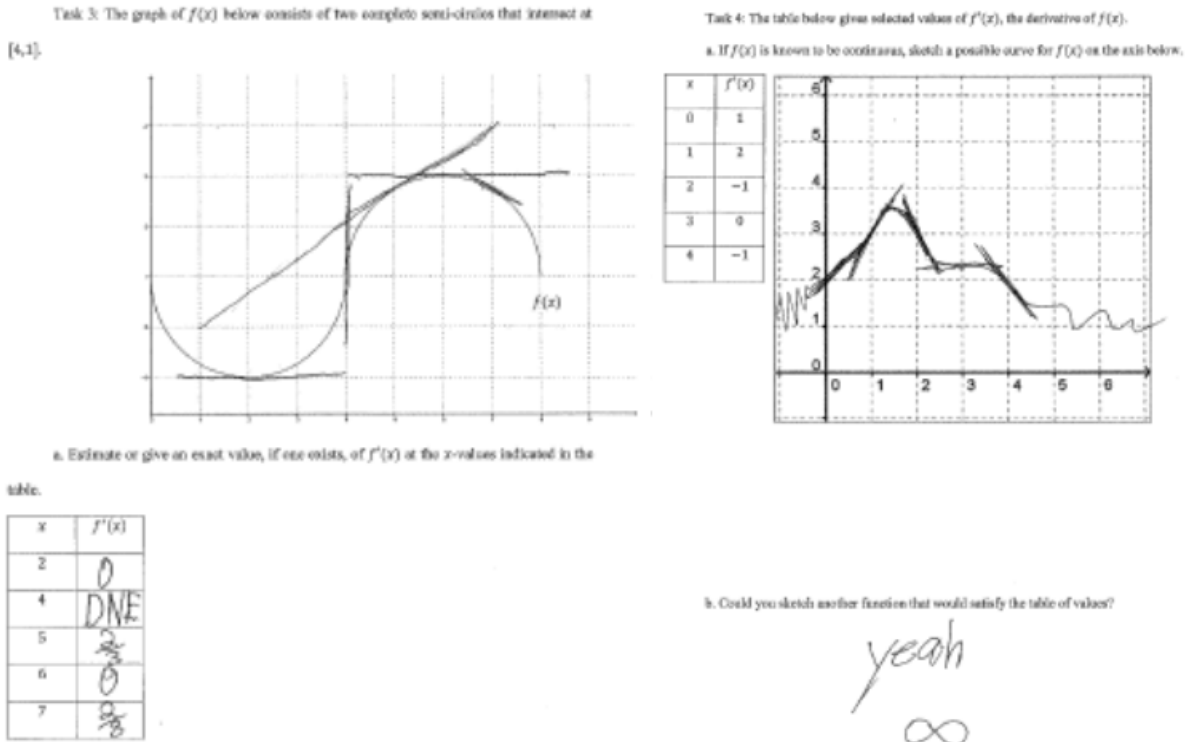 Task 3: The graph of f(x) below consists of two complete semi-circles that intersect at
[4,1].
f(x)
a. Estimate or give an exact value, if one exists, of f'(x) at the x-values indicated in the
table.
x f'(x)
2 0
4 DNE
5
6 0
7
Task 4: The table below gives selected values of f'(x), the derivative of f(x).
a. If f(x) is known to be continuous, sketch a possible curve for f(x) on the axis below.
x f'(x)
0 1
1 2
2 −1
3 0
4 −1
6
5
4
3
2
1
0
0 1 2 3 4 5 6
b. Could you sketch another function that would satisfy the table of values?
yeah
∞